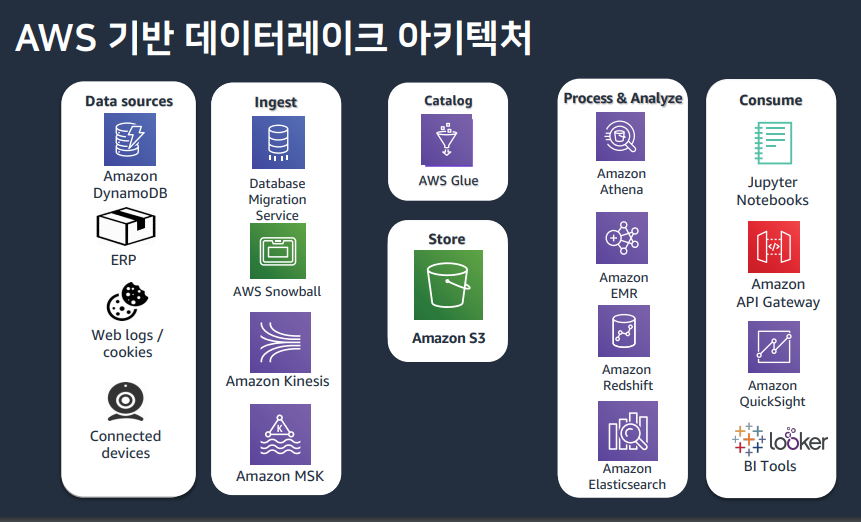 AWS 기반 데이터레이크 아키텍처
Data sources
Amazon
DynamoDB
ERP
Web logs /
cookies
Connected
devices
Ingest
Database
Migration
Service
AWS Snowball
Amazon Kinesis
K
Amazon MSK
Catalog
AWS Glue
Store
Amazon S3
Process & Analyze
Amazon
Athena
Amazon
EMR
Amazon
Redshift
Amazon
Elasticsearch
Consume
Jupyter
Notebooks
</>
Amazon
API Gateway
Amazon
QuickSight
looker
BI Tools